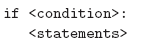 if <condition>:
   <statements>